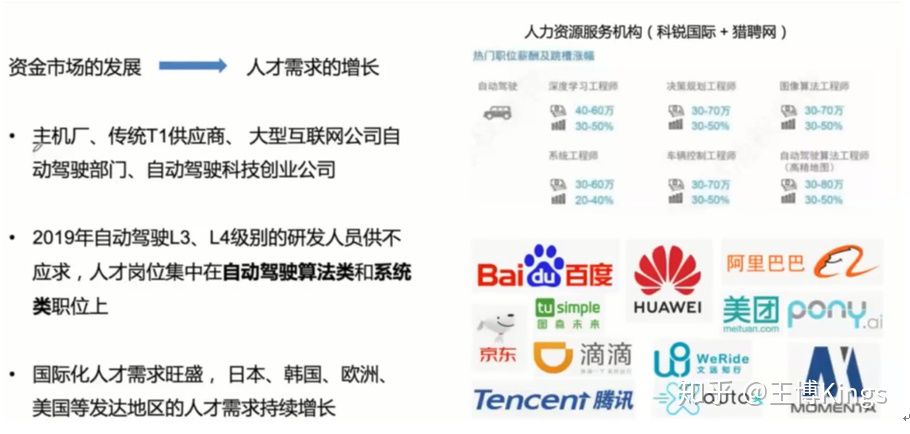 资金市场的发展 人才需求的增长
• 主机厂、传统T1供应商、 大型互联网公司自
动驾驶部门、自动驾驶科技创业公司
• 2019年自动驾驶L3、L4级别的研发人员供不
应求，人才岗位集中在自动驾驶算法类和系统
类职位上
• 国际化人才需求旺盛，日本、韩国、欧洲、
美国等发达地区的人才需求持续增长
人力资源服务机构（科锐国际 + 猎聘网）
热门职位薪酬及跳槽涨幅
自动驾驶 深度学习工程师 决策规划工程师 图像算法工程师
40-60万 30-70万 30-70万
30-50% 30-50% 30-50%
系统工程师 车辆控制工程师 自动驾驶算法工程师
（高精地图）
30-60万 30-70万 30-80万
20-40% 30-50% 30-50%
Bai du 百度
HUAWEI
阿里巴巴
tu simple
图森未来
美团
meituan.com
pony.ai
京东
滴滴
WeRide
文远知行
Tencent 腾讯
MOMENTA
知乎 @王博Kings